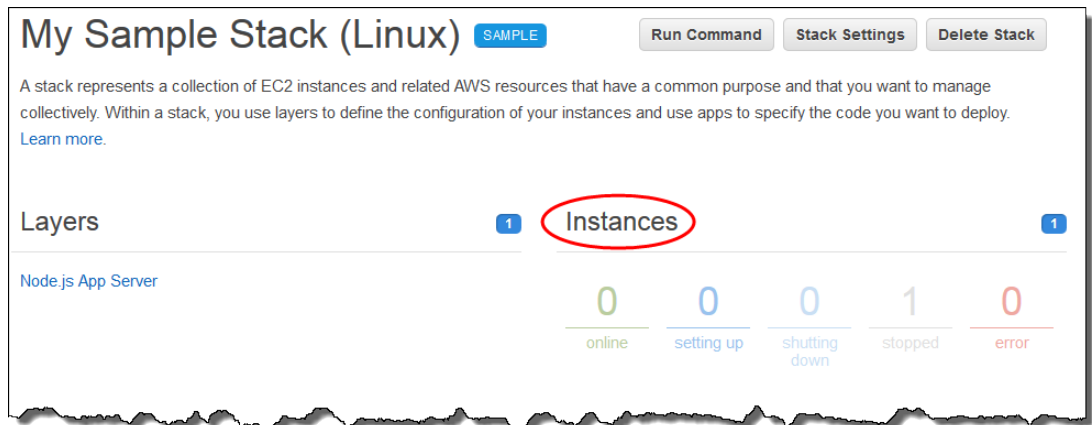 My Sample Stack (Linux) SAMPLE Run Command Stack Settings Delete Stack
A stack represents a collection of EC2 instances and related AWS resources that have a common purpose and that you want to manage
collectively. Within a stack, you use layers to define the configuration of your instances and use apps to specify the code you want to deploy.
Learn more.
Layers 1 Instances 1
Node.js App Server
0 0 0 1 0
online setting up shutting down stopped error